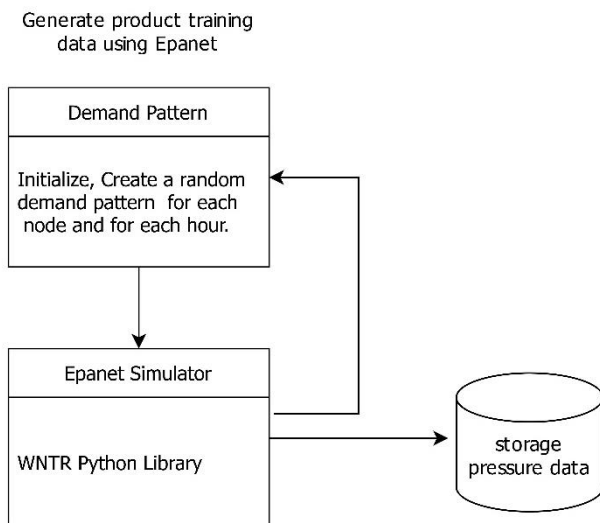 Generate product training
data using Epanet
Demand Pattern
Initialize, Create a random
demand pattern for each
node and for each hour.
Epanet Simulator
WNTR Python Library
storage
pressure data